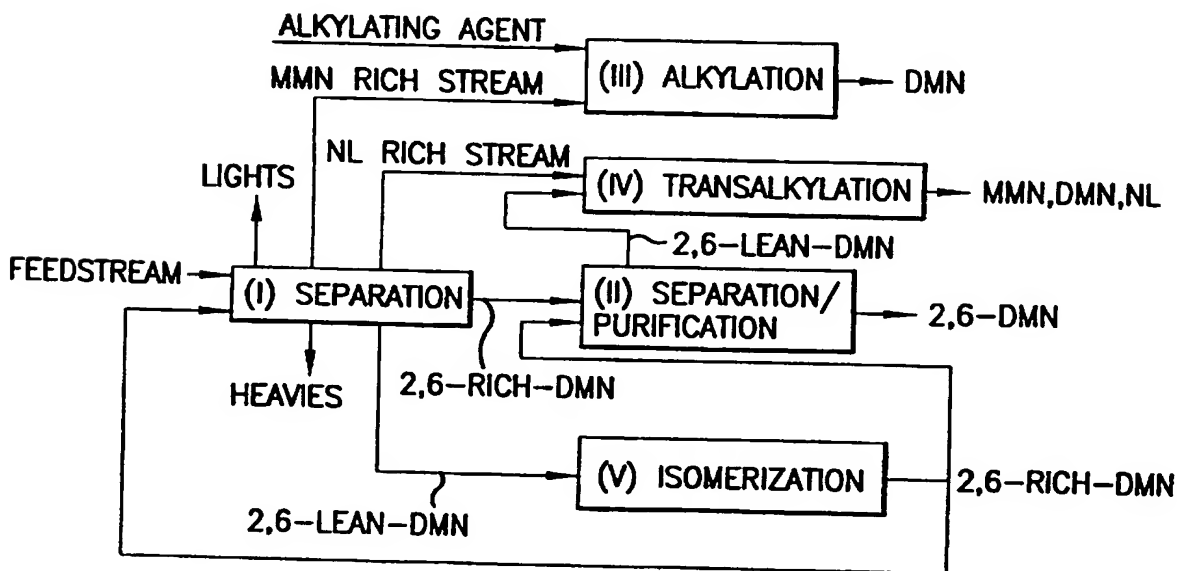 ALKYLATING AGENT
MMN RICH STREAM
(III) ALKYLATION
DMN
NL RICH STREAM
LIGHTS
(IV) TRANSALKYLATION
MMN,DMN,NL
2,6-LEAN-DMN
FEEDSTREAM
(I) SEPARATION
(II) SEPARATION/
PURIFICATION
2,6-DMN
HEAVIES
2,6-RICH-DMN
(V) ISOMERIZATION
2,6-RICH-DMN
2,6-LEAN-DMN